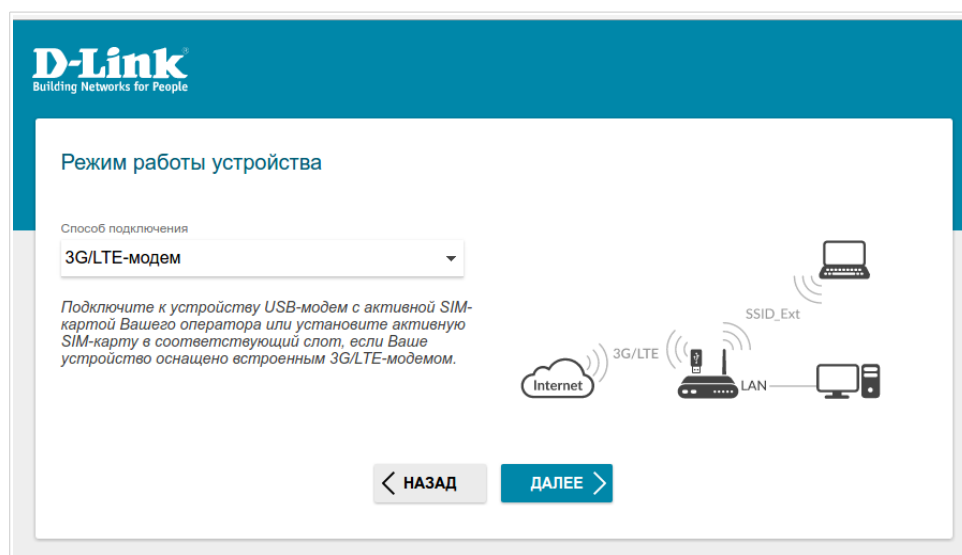 D-Link®
Building Networks for People
Режим работы устройства
Способ подключения
3G/LTE-модем
Подключите к устройству USB-модем с активной SIM-
картой Вашего оператора или установите активную
SIM-карту в соответствующий слот, если Ваше
устройство оснащено встроенным 3G/LTE-модемом.
SSID_Ext
3G/LTE
Internet
LAN
НАЗАД
ДАЛЕЕ